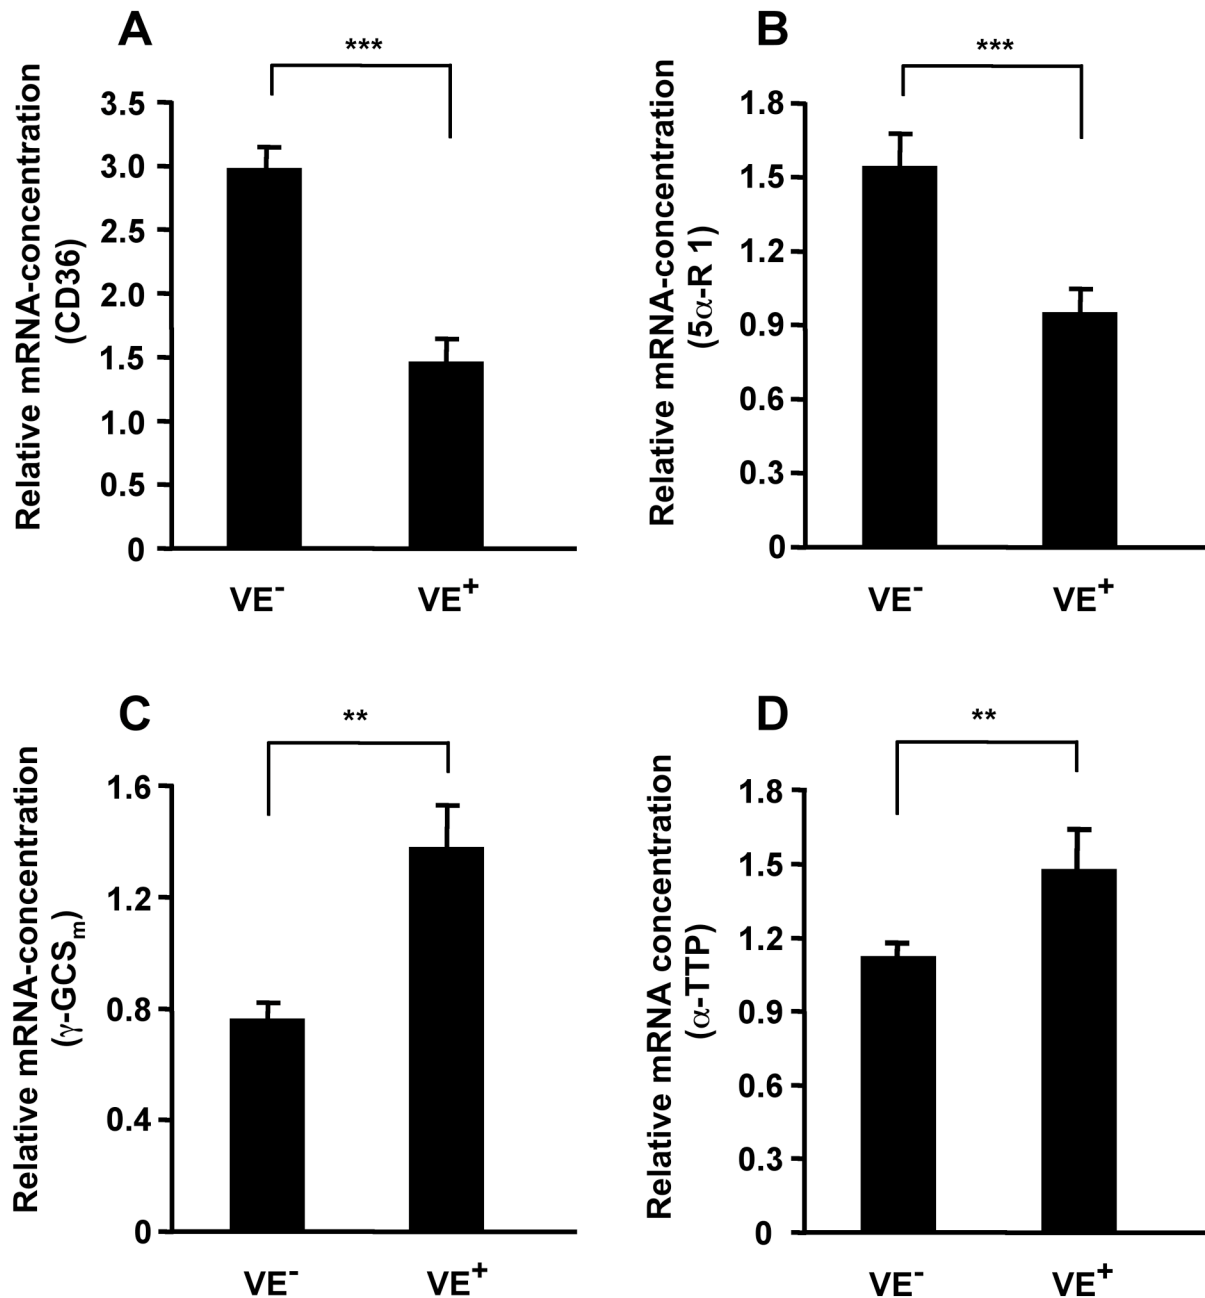 A
***
Relative mRNA-concentration
(CD36)
3.5
3.0
2.5
2.0
1.5
1.0
0.5
0
VE⁻
VE⁺
B
***
Relative mRNA-concentration
(5α-R 1)
1.8
1.5
1.2
0.9
0.6
0.3
0
VE⁻
VE⁺
C
**
Relative mRNA-concentration
(γ-GCSₘ)
1.6
1.2
0.8
0.4
0
VE⁻
VE⁺
D
**
Relative mRNA concentration
(α-TTP)
1.8
1.5
1.2
0.9
0.6
0.3
0
VE⁻
VE⁺